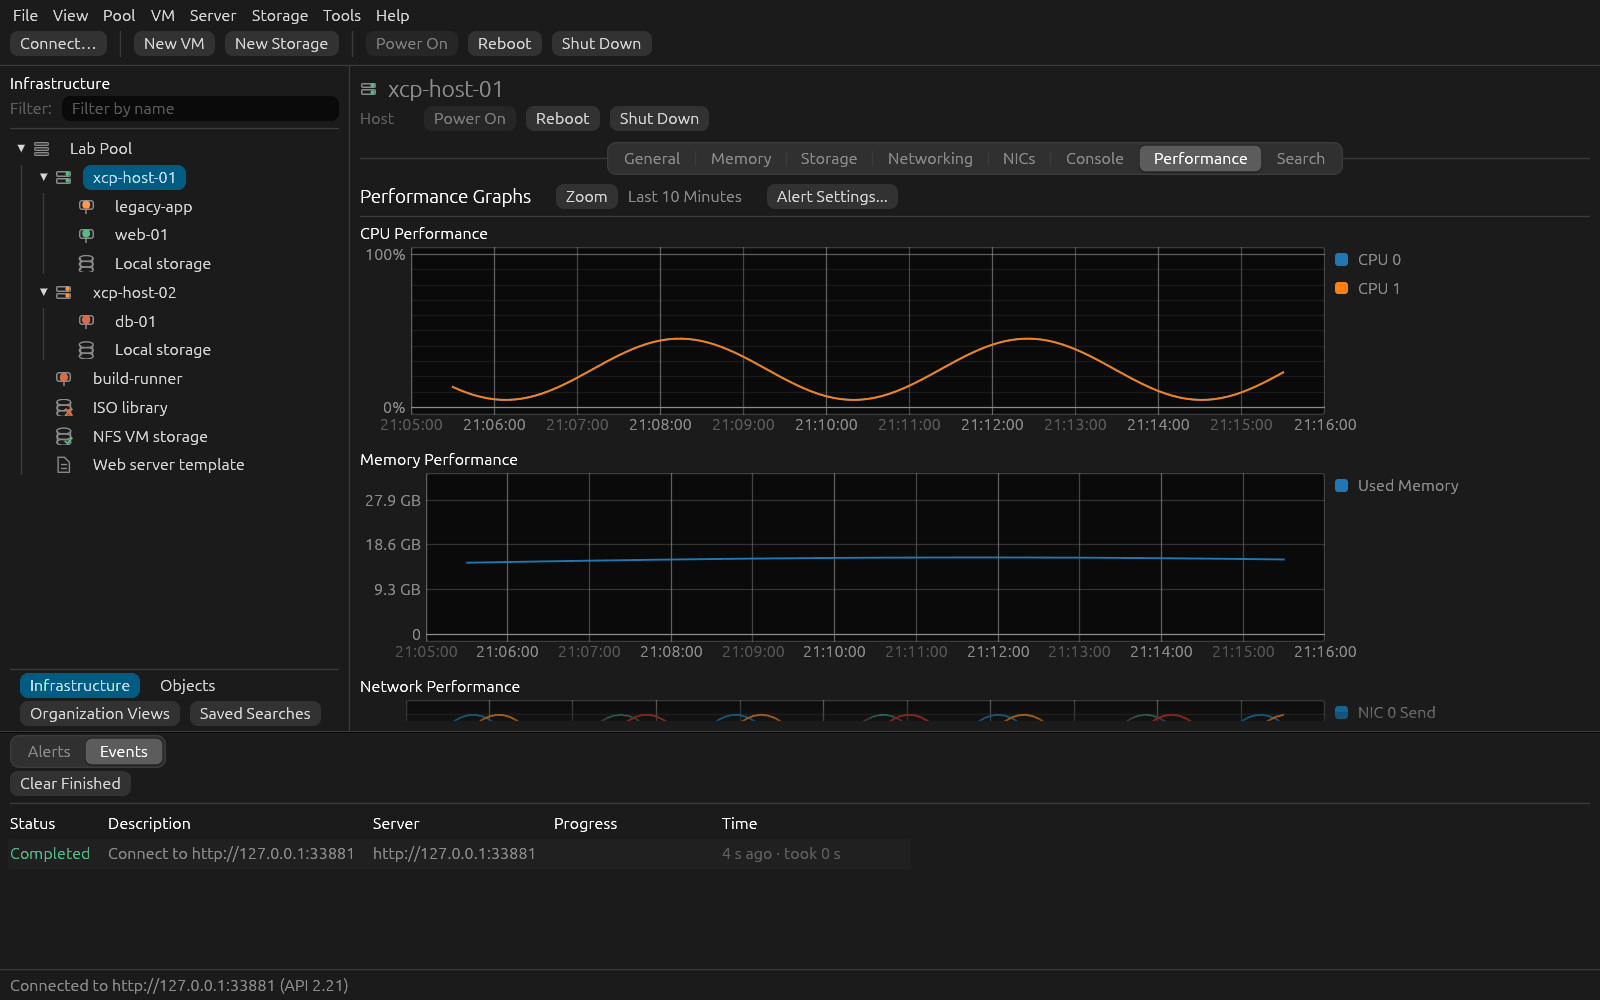 File View Pool VM Server Storage Tools Help
Connect... New VM New Storage Power On Reboot Shut Down
Infrastructure
Filter: Filter by name
Lab Pool
xcp-host-01
legacy-app
web-01
Local storage
xcp-host-02
db-01
Local storage
build-runner
ISO library
NFS VM storage
Web server template
Infrastructure Objects
Organization Views Saved Searches
xcp-host-01
Host Power On Reboot Shut Down
General Memory Storage Networking NICs Console Performance Search
Performance Graphs Zoom Last 10 Minutes Alert Settings...
CPU Performance
100%
0%
21:05:00 21:06:00 21:07:00 21:08:00 21:09:00 21:10:00 21:11:00 21:12:00 21:13:00 21:14:00 21:15:00 21:16:00
CPU 0
CPU 1
Memory Performance
27.9 GB
18.6 GB
9.3 GB
0
21:05:00 21:06:00 21:07:00 21:08:00 21:09:00 21:10:00 21:11:00 21:12:00 21:13:00 21:14:00 21:15:00 21:16:00
Used Memory
Network Performance
NIC 0 Send
Alerts Events
Clear Finished
Status Description Server Progress Time
Completed Connect to http://127.0.0.1:33881 http://127.0.0.1:33881 4 s ago · took 0 s
Connected to http://127.0.0.1:33881 (API 2.21)